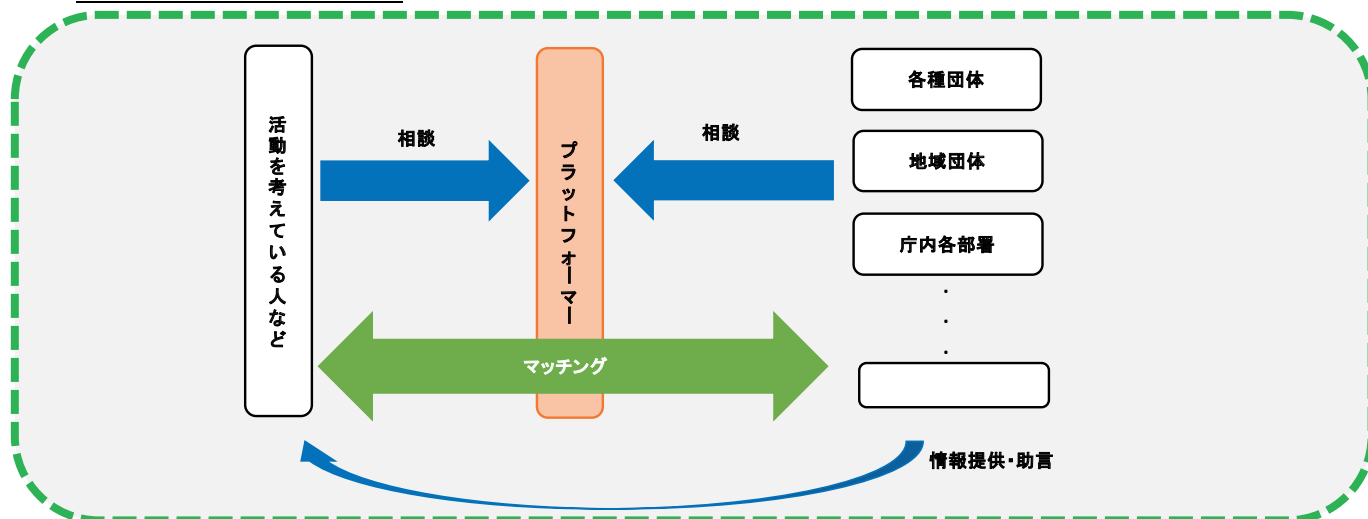 活動を考えている人など
相談
プラットフォーマー
相談
各種団体
地域団体
庁内各部署
・
・
・
マッチング
情報提供・助言